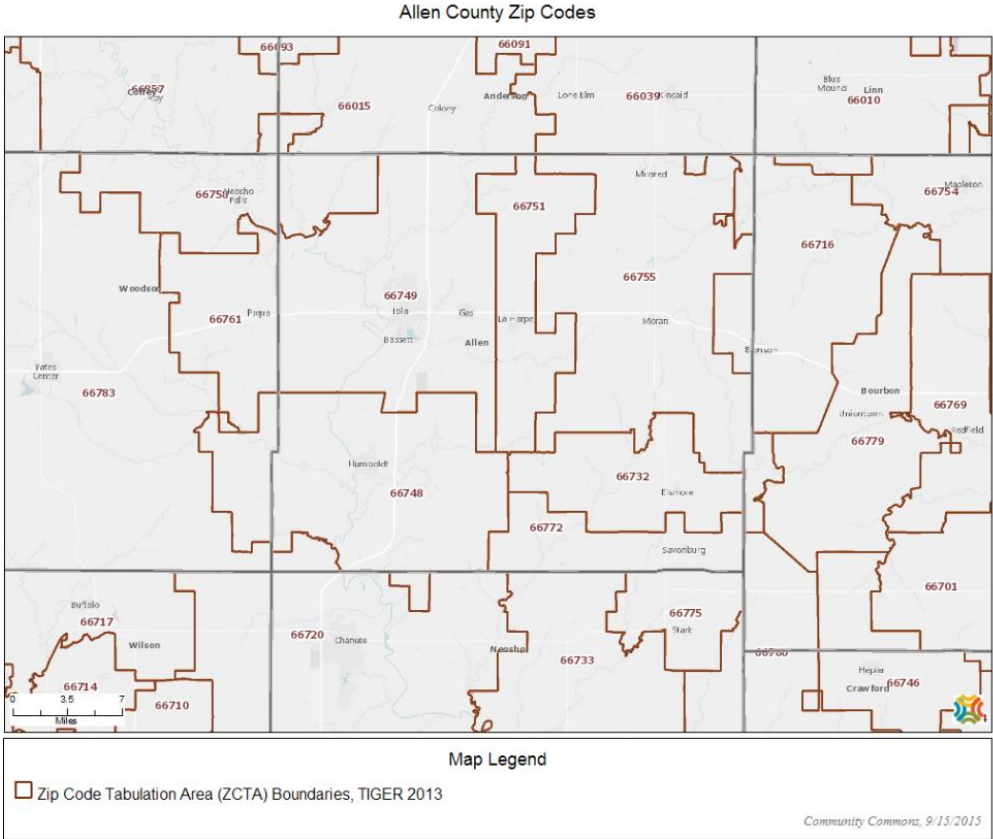 Allen County Zip Codes
66093
66091
Coffey
66015
Colony
Anderson
Lone Elm
66039
Kincaid
Blue
Mound
Linn
66010
66758
Neosho
Falls
66751
Mildred
Mapleton
66754
66716
Woodson
66749
Iola
66755
66761
Piqua
Gas
La Harpe
Moran
Bassett
Allen
Bronson
Yates
Center
66783
Bourbon
66769
Uniontown
Redfield
66779
Humboldt
66748
66732
Elsmore
66772
Savonburg
66701
Buffalo
66717
66720
Chanute
Wilson
66775
Stark
Neosho
66733
66780
Hepler
66746
Crawford
66714
66710
0 3.5 7
Miles
Map Legend
Zip Code Tabulation Area (ZCTA) Boundaries, TIGER 2013
Community Commons, 9/15/2015